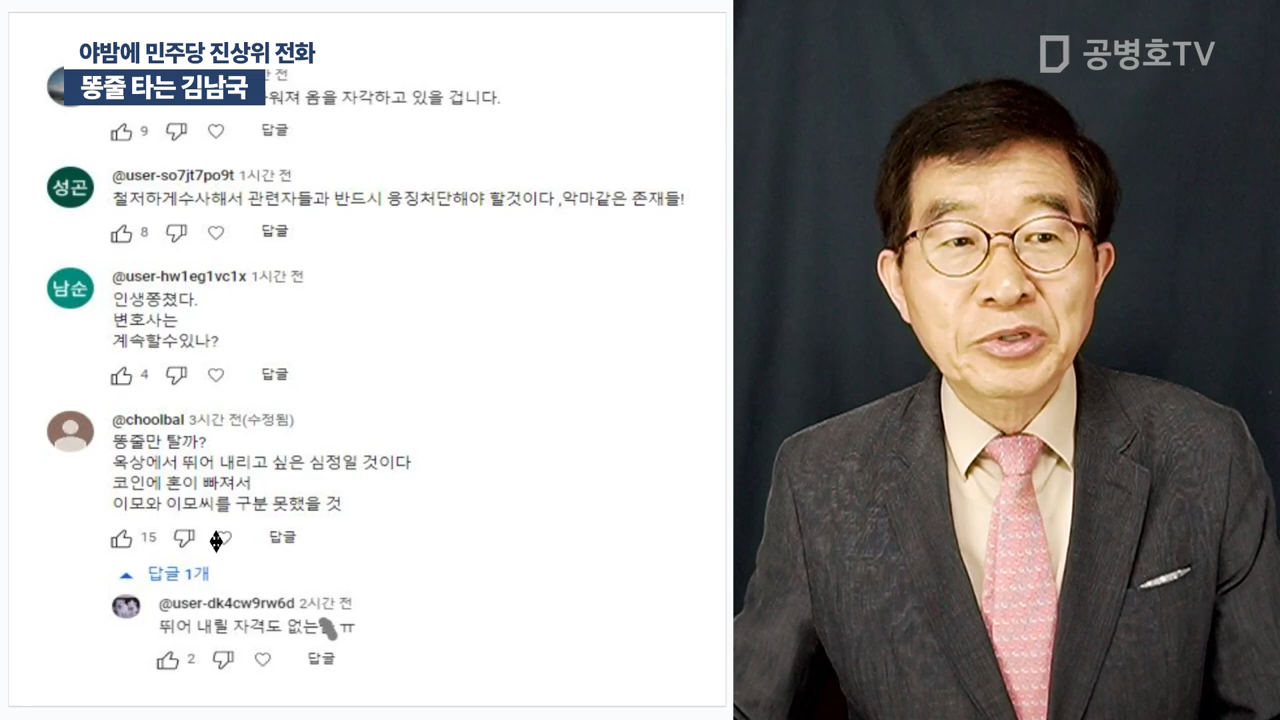 야밤에 민주당 진상위 전화
똥줄 타는 김남국
공병호TV
전
워져 옴을 자각하고 있을 겁니다.
9 답글
성곤
@user-so7jt7po9t 1시간 전
철저하게수사해서 관련자들과 반드시 응징처단해야 할것이다 ,악마같은 존재들!
8 답글
남순
@user-hw1eg1vc1x 1시간 전
인생쫑쳤다.
변호사는
계속할수있나?
4 답글
@choolbal 3시간 전(수정됨)
똥줄만 탈까?
옥상에서 뛰어 내리고 싶은 심정일 것이다
코인에 혼이 빠져서
이모와 이모씨를 구분 못했을 것
15 답글
답글 1개
@user-dk4cw9rw6d 2시간 전
뛰어 내릴 자격도 없는 ㅠ
2 답글